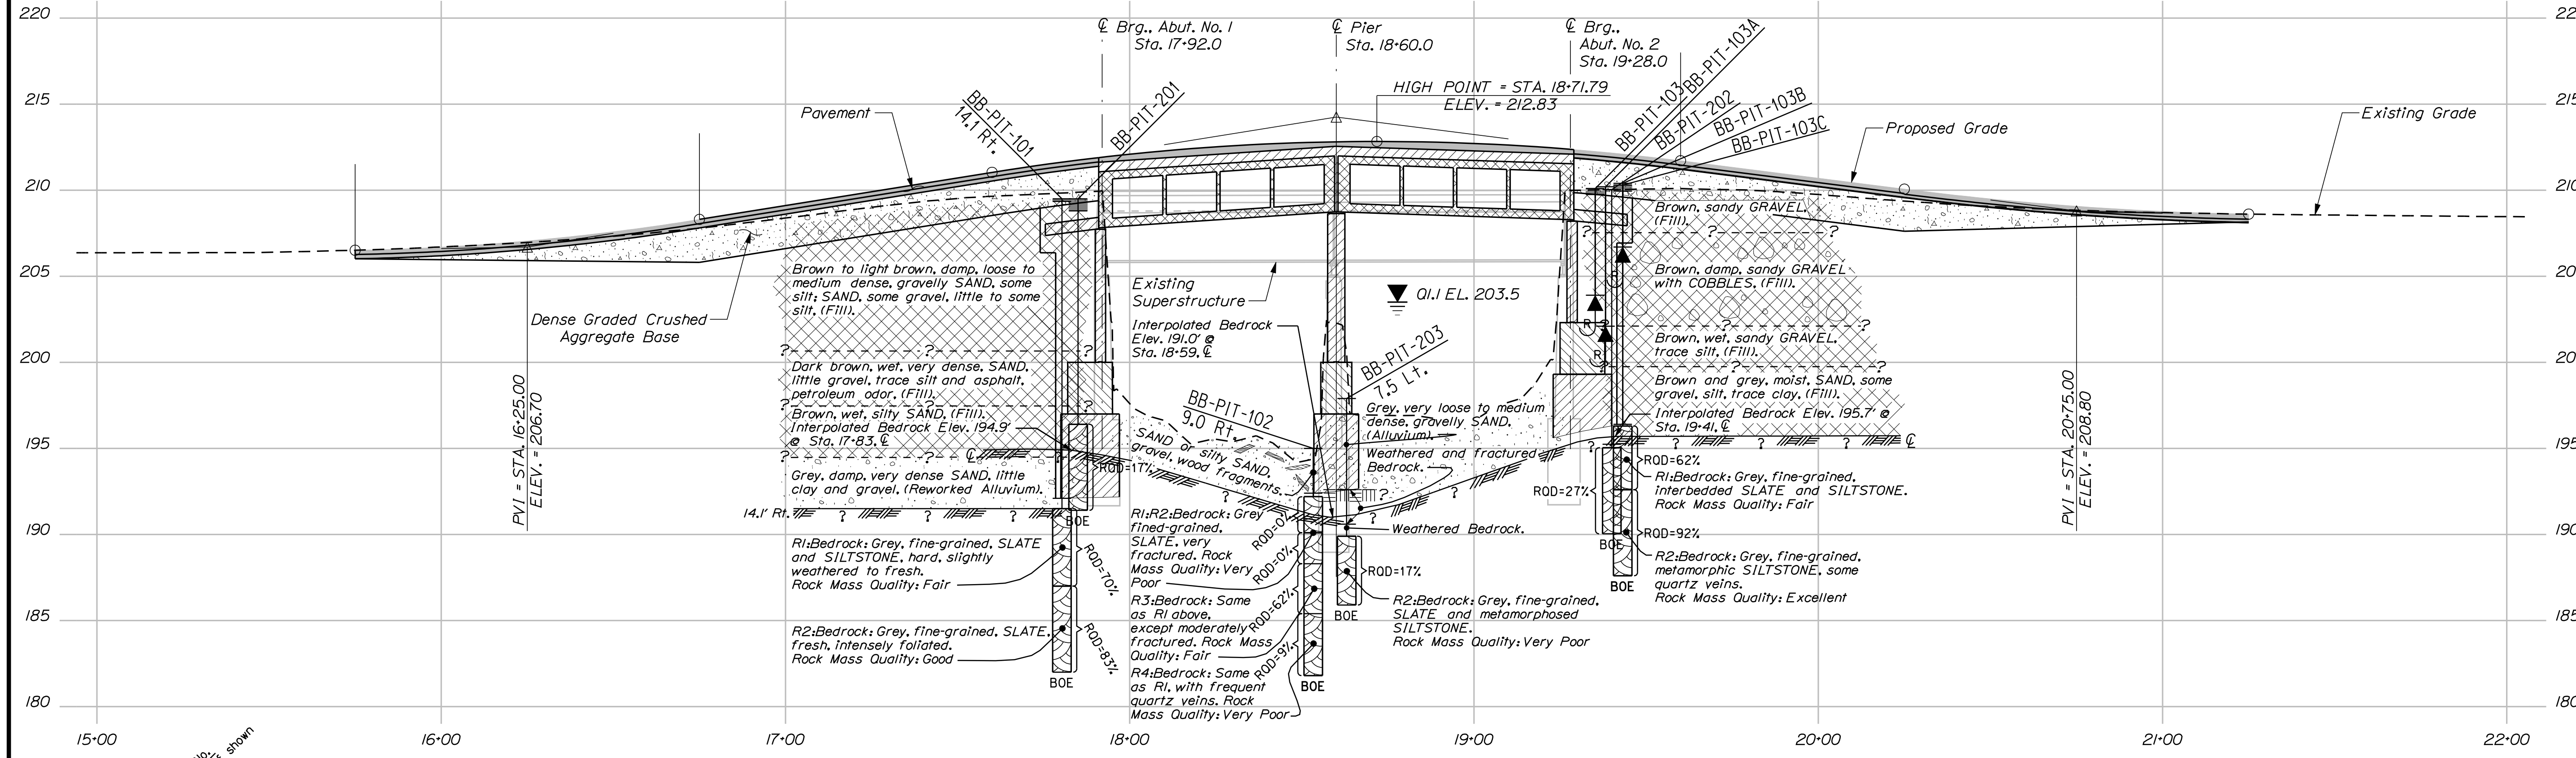 220
215
210
205
200
195
190
185
180
℄ Brg., Abut. No. 1
Sta. 17+92.0
℄ Pier
Sta. 18+60.0
℄ Brg.,
Abut. No. 2
Sta. 19+28.0
BB-PIT-103
BB-PIT-103A
BB-PIT-202
BB-PIT-103B
BB-PIT-103C
HIGH POINT = STA. 18+71.79
ELEV. = 212.83
Pavement
BB-PIT-101
14.1 Rt.
BB-PIT-201
Proposed Grade
Existing Grade
Dense Graded Crushed
Aggregate Base
PVI = STA. 16+25.00
ELEV. = 206.70
Brown to light brown, damp, loose to
medium dense, gravelly SAND, some
silt; SAND, some gravel, little to some
silt, (Fill).
? ? ?
Dark brown, wet, very dense, SAND,
little gravel, trace silt and asphalt,
petroleum odor, (Fill).
? ? ?
Brown, wet, silty SAND, (Fill).
Interpolated Bedrock Elev. 194.9'
@ Sta. 17+83, ℄
? ? ? ℄
Grey, damp, very dense SAND, little
clay and gravel, (Reworked Alluvium).
14.1' Rt.
? ? ?
R1:Bedrock: Grey, fine-grained, SLATE
and SILTSTONE, hard, slightly
weathered to fresh.
Rock Mass Quality: Fair
R2:Bedrock: Grey, fine-grained, SLATE,
fresh, intensely foliated.
Rock Mass Quality: Good
RQD=17%
BOE
RQD=70%
RQD=83%
BOE
Existing
Superstructure
Interpolated Bedrock
Elev. 191.0' @
Sta. 18+59, ℄
Q1.1 EL. 203.5
BB-PIT-203
7.5 Lt.
BB-PIT-102
9.0 Rt.
SAND or silty SAND,
gravel, wood fragments.
Grey, very loose to medium
dense, gravelly SAND,
(Alluvium).
Weathered and fractured
Bedrock.
Weathered Bedrock.
R1:R2:Bedrock: Grey
fined-grained,
SLATE, very
fractured. Rock
Mass Quality: Very
Poor
R3:Bedrock: Same
as R1 above,
except moderately
fractured. Rock Mass
Quality: Fair
R4:Bedrock: Same
as R1, with frequent
quartz veins. Rock
Mass Quality: Very Poor
RQD=0%
RQD=0%
RQD=62%
RQD=9%
BOE
RQD=17%
BOE
R2:Bedrock: Grey, fine-grained,
SLATE and metamorphosed
SILTSTONE.
Rock Mass Quality: Very Poor
Brown, sandy GRAVEL,
(Fill).
? ? ?
Brown, damp, sandy GRAVEL
with COBBLES, (Fill).
? ? ?
Brown, wet, sandy GRAVEL,
trace silt, (Fill).
? ? ?
Brown and grey, moist, SAND, some
gravel, silt, trace clay, (Fill).
Interpolated Bedrock Elev. 195.7' @
Sta. 19+41, ℄
? ? ? ? ℄
R
R
RQD=62%
R1:Bedrock: Grey, fine-grained,
interbedded SLATE and SILTSTONE.
Rock Mass Quality: Fair
RQD=27%
RQD=92%
R2:Bedrock: Grey, fine-grained,
metamorphic SILTSTONE, some
quartz veins.
Rock Mass Quality: Excellent
BOE
BOE
PVI = STA. 20+75.00
ELEV. = 208.80
15+00 16+00 17+00 18+00 19+00 20+00 21+00 22+00
shown